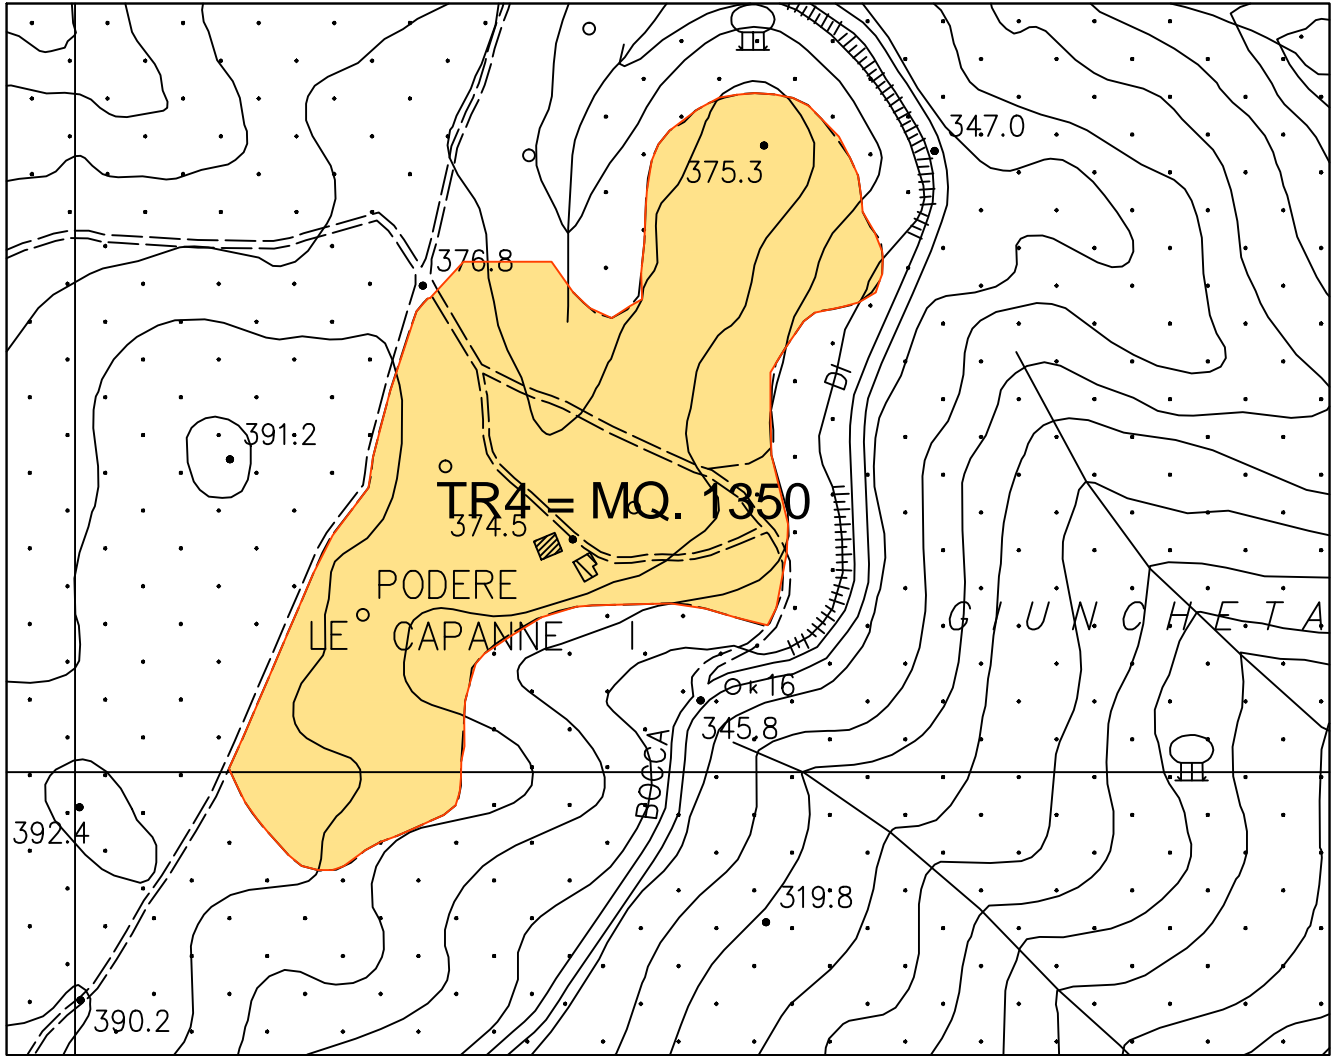 347.0
375.3
376.8
DI
391.2
TR4 = MQ. 1350
374.5
PODERE
LE CAPANNE I
GIUNCHETA
k 16
345.8
BOCCA
392.4
319.8
390.2